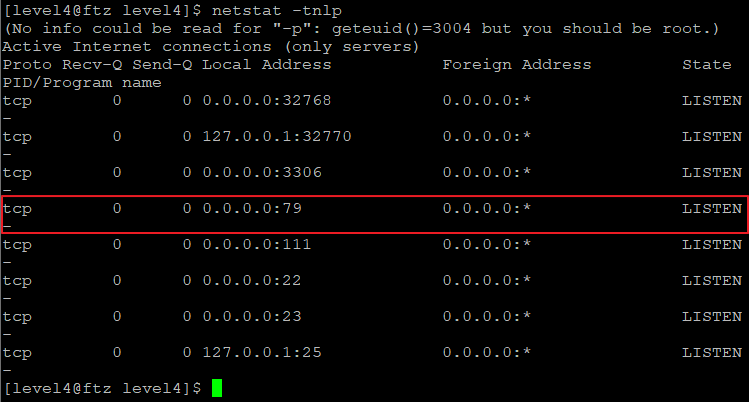 [level4@ftz level4]$ netstat -tnlp
(No info could be read for "-p": geteuid()=3004 but you should be root.)
Active Internet connections (only servers)
Proto Recv-Q Send-Q Local Address           Foreign Address         State
PID/Program name
tcp        0      0 0.0.0.0:32768           0.0.0.0:*               LISTEN
-
tcp        0      0 127.0.0.1:32770         0.0.0.0:*               LISTEN
-
tcp        0      0 0.0.0.0:3306            0.0.0.0:*               LISTEN
-
tcp        0      0 0.0.0.0:79              0.0.0.0:*               LISTEN
-
tcp        0      0 0.0.0.0:111             0.0.0.0:*               LISTEN
-
tcp        0      0 0.0.0.0:22              0.0.0.0:*               LISTEN
-
tcp        0      0 0.0.0.0:23              0.0.0.0:*               LISTEN
-
tcp        0      0 127.0.0.1:25            0.0.0.0:*               LISTEN
-
[level4@ftz level4]$